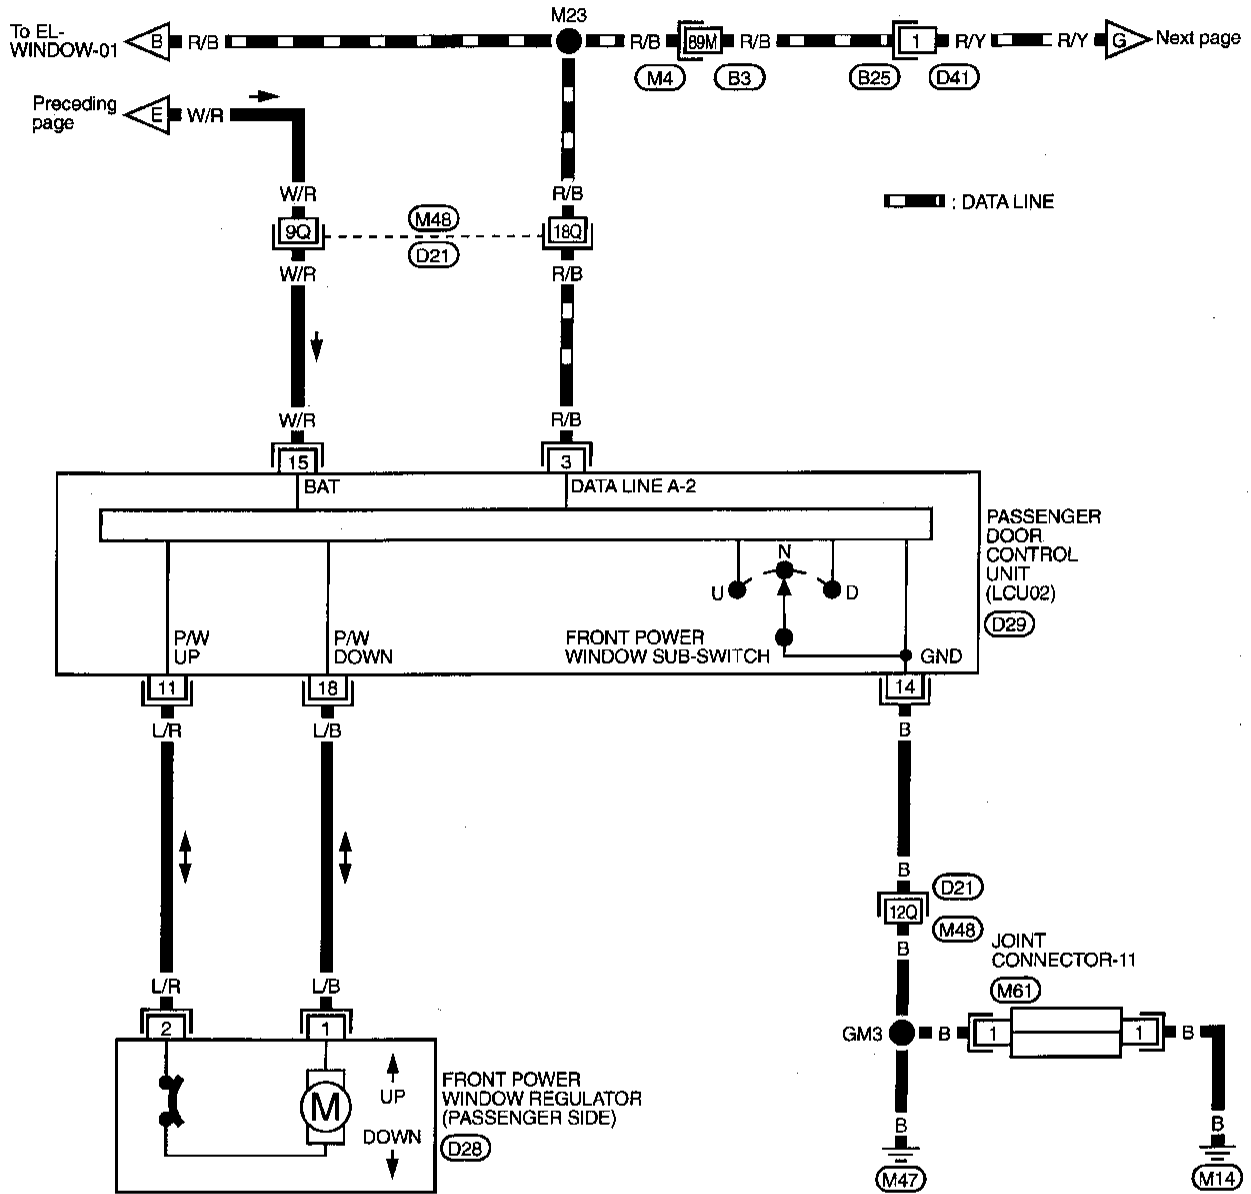 M23
To EL-
WINDOW-01
B
R/B
R/B
89M
R/B
1
R/Y
R/Y
G
Next page
M4
B3
B25
D41
Preceding
page
E
W/R
W/R
R/B
: DATA LINE
9Q
M48
D21
18Q
W/R
R/B
W/R
R/B
15
3
BAT
DATA LINE A-2
PASSENGER
DOOR
CONTROL
UNIT
(LCU02)
D29
N
U
D
P/W
UP
P/W
DOWN
FRONT POWER
WINDOW SUB-SWITCH
GND
11
18
14
L/R
L/B
B
B
D21
12Q
M48
B
JOINT
CONNECTOR-11
M61
L/R
L/B
2
1
GM3
B
1
1
B
M
UP
DOWN
FRONT POWER
WINDOW REGULATOR
(PASSENGER SIDE)
D28
B
B
M47
M14